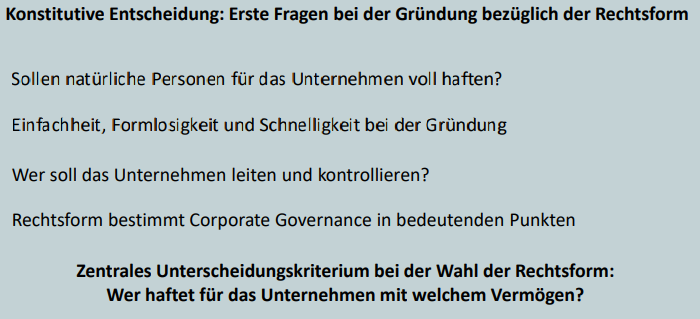 Konstitutive Entscheidung: Erste Fragen bei der Gründung bezüglich der Rechtsform
Sollen natürliche Personen für das Unternehmen voll haften?
Einfachheit, Formlosigkeit und Schnelligkeit bei der Gründung
Wer soll das Unternehmen leiten und kontrollieren?
Rechtsform bestimmt Corporate Governance in bedeutenden Punkten
Zentrales Unterscheidungskriterium bei der Wahl der Rechtsform:
Wer haftet für das Unternehmen mit welchem Vermögen?